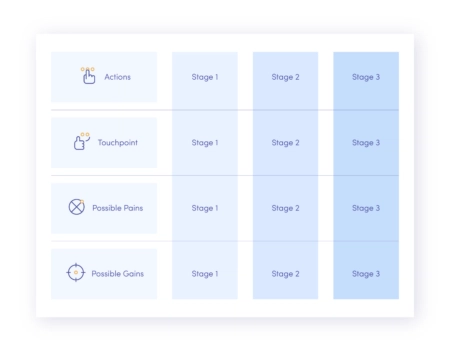 Actions Stage 1 Stage 2 Stage 3
Touchpoint Stage 1 Stage 2 Stage 3
Possible Pains Stage 1 Stage 2 Stage 3
Possible Gains Stage 1 Stage 2 Stage 3